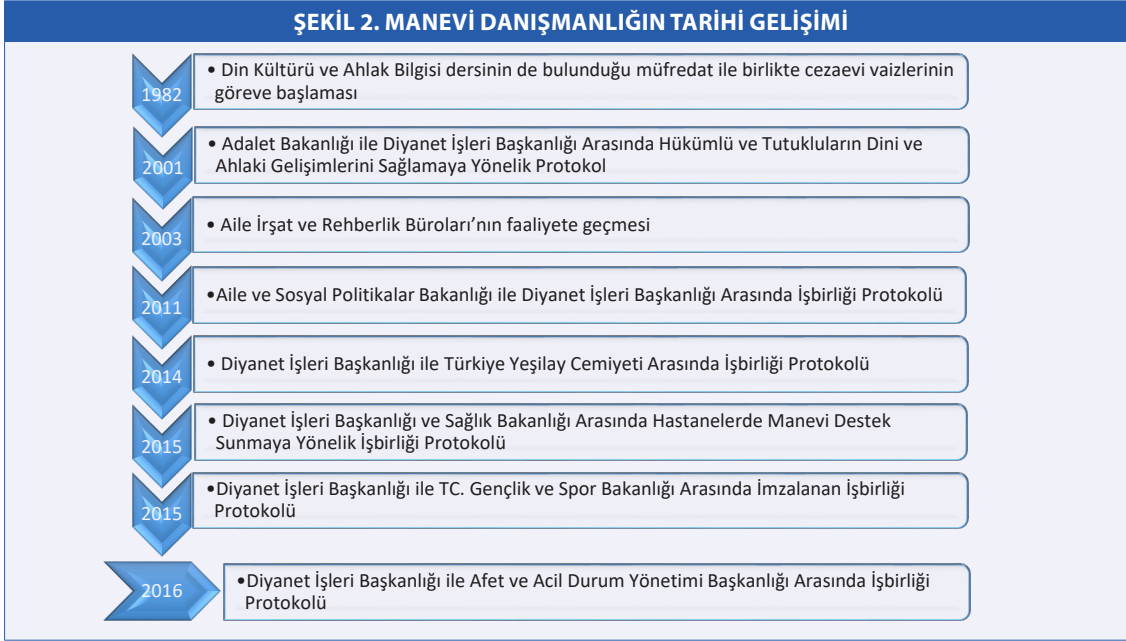 ŞEKİL 2. MANEVİ DANIŞMANLIĞIN TARİHİ GELİŞİMİ
1982
• Din Kültürü ve Ahlak Bilgisi dersinin de bulunduğu müfredat ile birlikte cezaevi vaizlerinin
göreve başlaması
2001
• Adalet Bakanlığı ile Diyanet İşleri Başkanlığı Arasında Hükümlü ve Tutukluların Dini ve
Ahlaki Gelişimlerini Sağlamaya Yönelik Protokol
2003
• Aile İrşat ve Rehberlik Büroları’nın faaliyete geçmesi
2011
•Aile ve Sosyal Politikalar Bakanlığı ile Diyanet İşleri Başkanlığı Arasında İşbirliği Protokolü
2014
• Diyanet İşleri Başkanlığı ile Türkiye Yeşilay Cemiyeti Arasında İşbirliği Protokolü
2015
• Diyanet İşleri Başkanlığı ve Sağlık Bakanlığı Arasında Hastanelerde Manevi Destek
Sunmaya Yönelik İşbirliği Protokolü
2015
•Diyanet İşleri Başkanlığı ile TC. Gençlik ve Spor Bakanlığı Arasında İmzalanan İşbirliği
Protokolü
2016
•Diyanet İşleri Başkanlığı ile Afet ve Acil Durum Yönetimi Başkanlığı Arasında İşbirliği
Protokolü